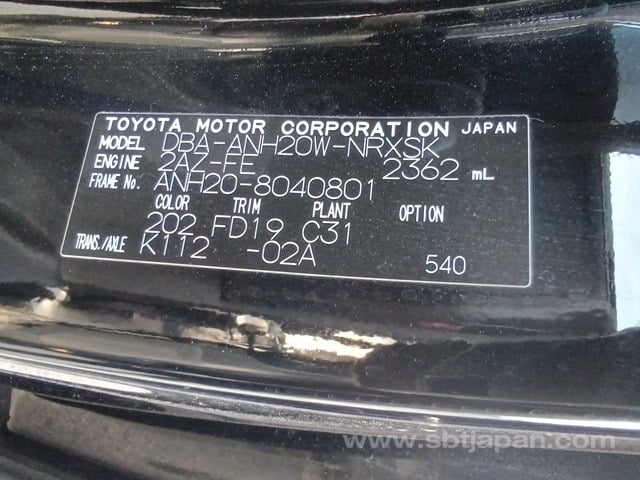 TOYOTA MOTOR CORPORATION JAPAN
MODEL DBA-ANH20W-NRXSK
ENGINE 2AZ-FE 2362 mL
FRAME No. ANH20-8040801
COLOR TRIM PLANT OPTION
202 FD19 C31
TRANS./AXLE K112 -02A 540
www.sbtjapan.com